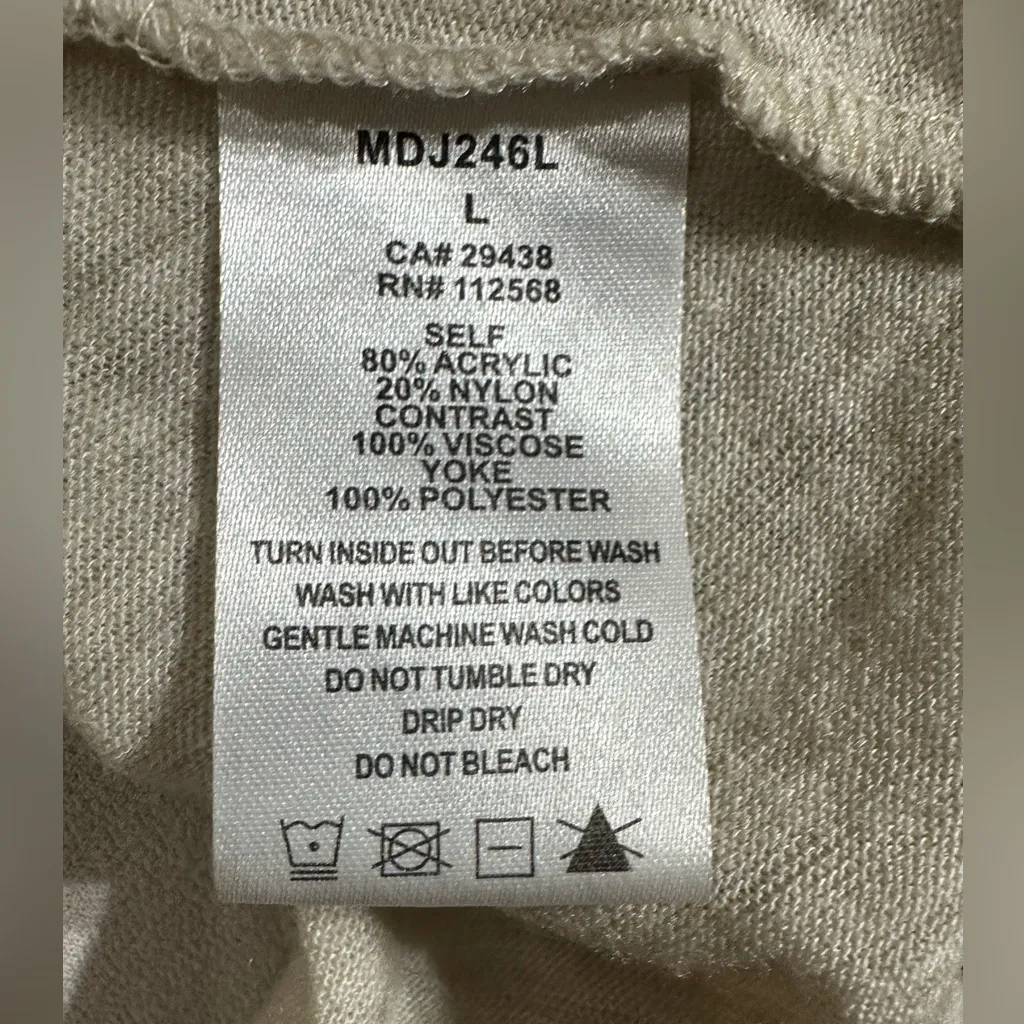 MDJ246L
L
CA# 29438
RN# 112568
SELF
80% ACRYLIC
20% NYLON
CONTRAST
100% VISCOSE
YOKE
100% POLYESTER
TURN INSIDE OUT BEFORE WASH
WASH WITH LIKE COLORS
GENTLE MACHINE WASH COLD
DO NOT TUMBLE DRY
DRIP DRY
DO NOT BLEACH